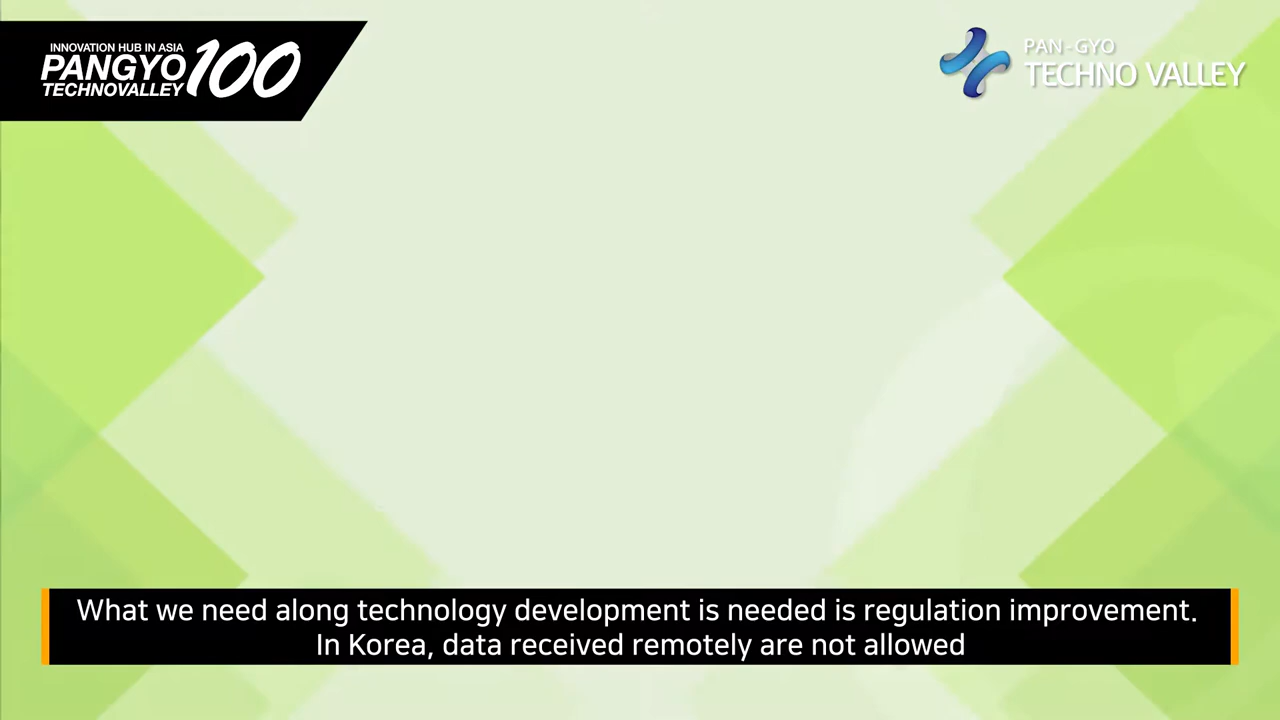 INNOVATION HUB IN ASIA
PANGYO 100
TECHNOVALLEY
PAN-GYO
TECHNO VALLEY
What we need along technology development is needed is regulation improvement.
In Korea, data received remotely are not allowed